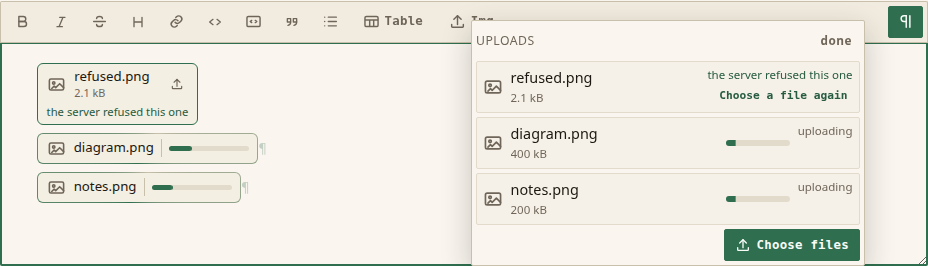 Table
UPLOADS
done
refused.png
2.1 kB
the server refused this one
diagram.png
notes.png
refused.png
2.1 kB
the server refused this one
Choose a file again
diagram.png
400 kB
uploading
notes.png
200 kB
uploading
Choose files